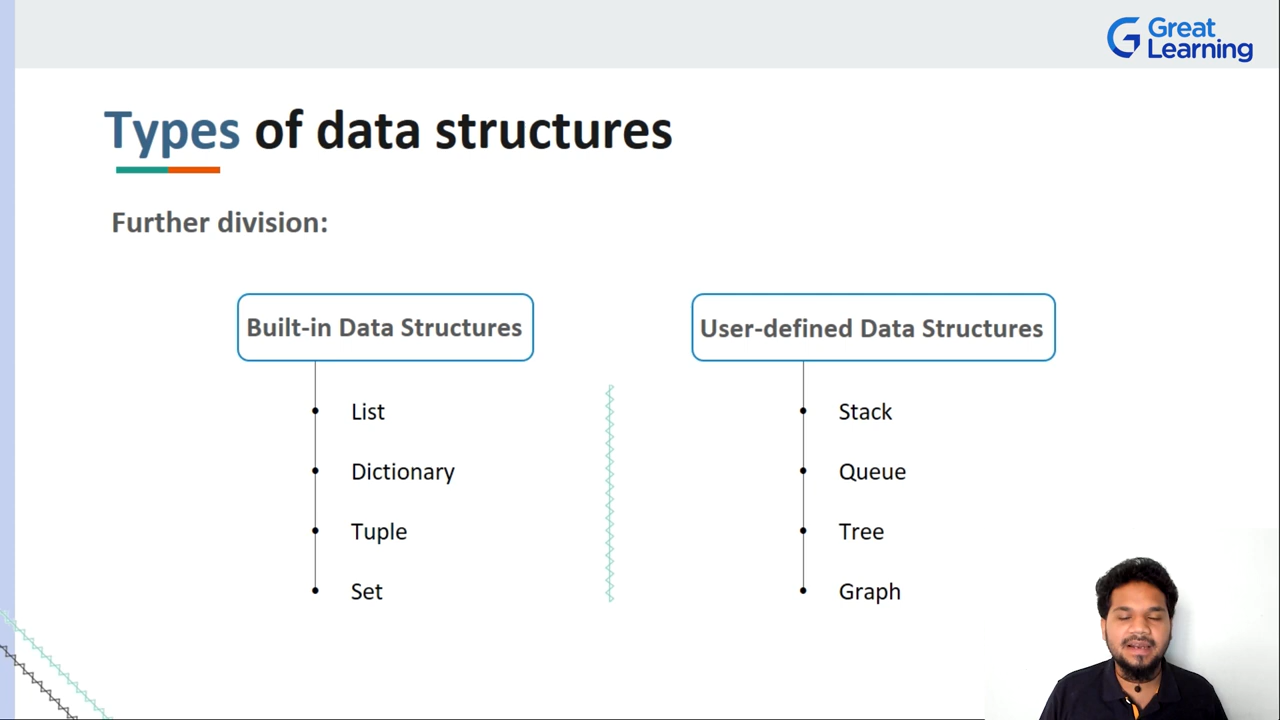 Great
Learning
Types of data structures
Further division:
Built-in Data Structures
• List
• Dictionary
• Tuple
• Set
User-defined Data Structures
• Stack
• Queue
• Tree
• Graph